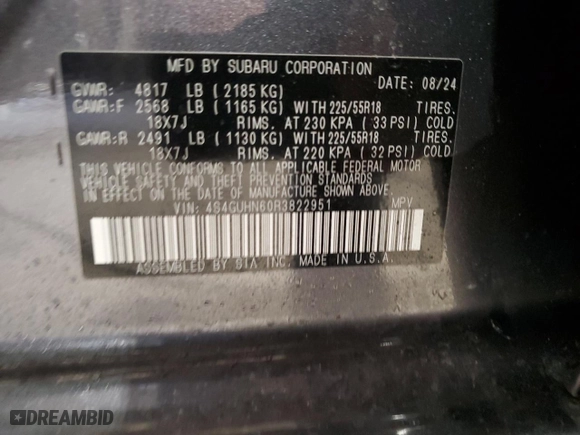 MFD BY SUBARU CORPORATION
DATE: 08/24
GVWR: 4817 LB ( 2185 KG)
GAWR:F 2568 LB ( 1165 KG) WITH 225/55R18 TIRES.
18X7J RIMS. AT 230 KPA ( 33 PSI) COLD
GAWR:R 2491 LB ( 1130 KG) WITH 225/55R18 TIRES.
18X7J RIMS. AT 220 KPA ( 32 PSI) COLD
THIS VEHICLE CONFORMS TO ALL APPLICABLE FEDERAL MOTOR
VEHICLE SAFETY AND THEFT PREVENTION STANDARDS
IN EFFECT ON THE DATE OF MANUFACTURE SHOWN ABOVE.
VIN: 4S4GUHN60R3822951 MPV
ASSEMBLED BY SIA INC. MADE IN U.S.A.
DREAMBID